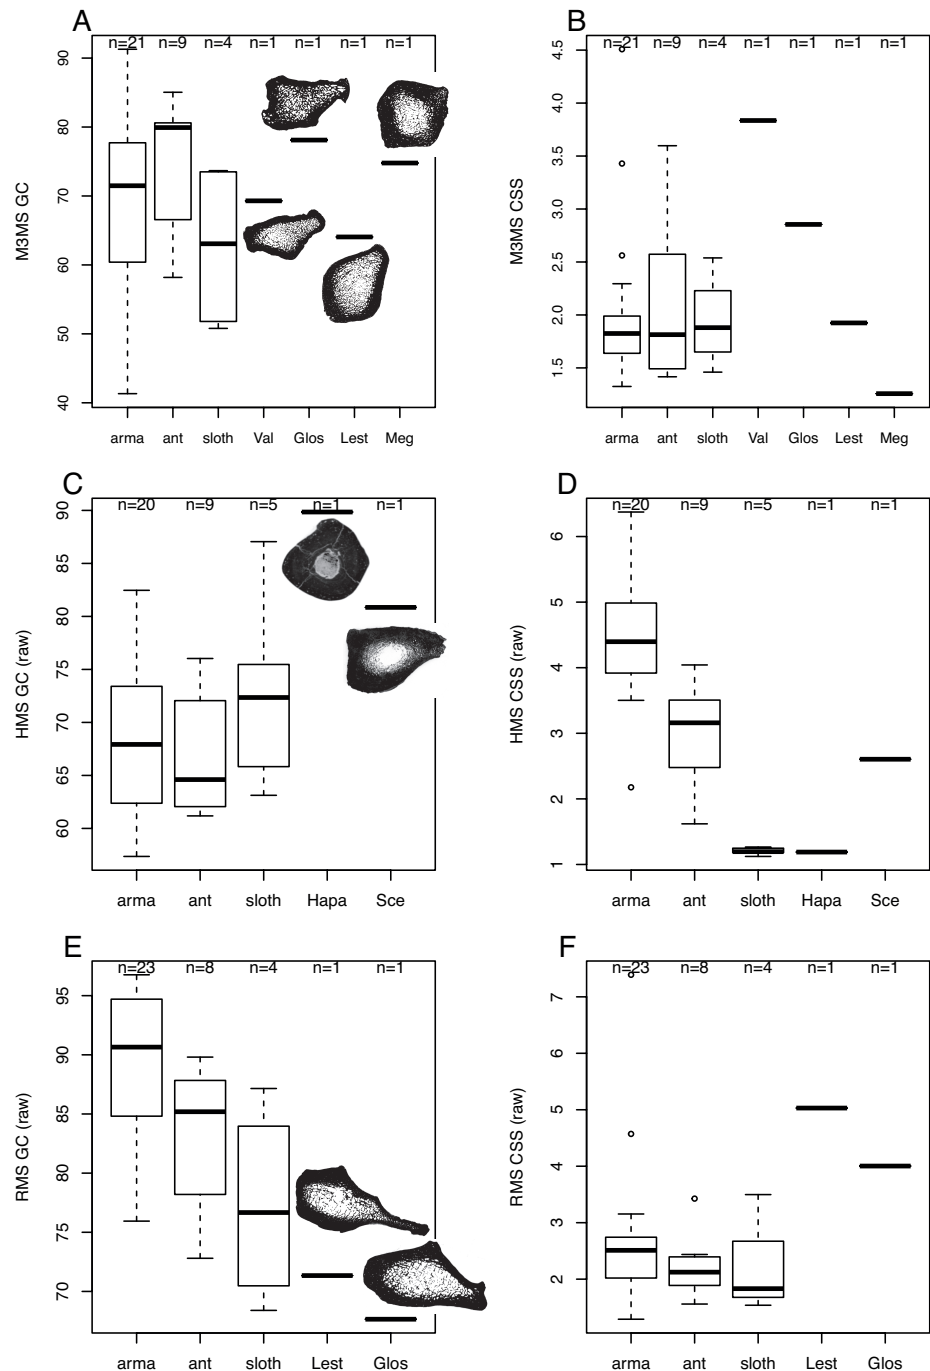 A
n=21 n=9 n=4 n=1 n=1 n=1 n=1
90
80
70
60
50
40
M3MS GC
arma ant sloth Val Glos Lest Meg
B
n=21 n=9 n=4 n=1 n=1 n=1 n=1
4.5
4.0
3.5
3.0
2.5
2.0
1.5
M3MS CSS
arma ant sloth Val Glos Lest Meg
C
n=20 n=9 n=5 n=1 n=1
90
85
80
75
70
65
60
HMS GC (raw)
arma ant sloth Hapa Sce
D
n=20 n=9 n=5 n=1 n=1
6
5
4
3
2
1
HMS CSS (raw)
arma ant sloth Hapa Sce
E
n=23 n=8 n=4 n=1 n=1
95
90
85
80
75
70
RMS GC (raw)
arma ant sloth Lest Glos
F
n=23 n=8 n=4 n=1 n=1
7
6
5
4
3
2
RMS CSS (raw)
arma ant sloth Lest Glos